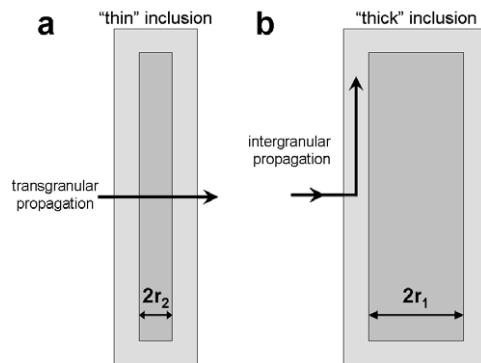 a
"thin" inclusion
transgranular
propagation
2r₂
b
"thick" inclusion
intergranular
propagation
2r₁